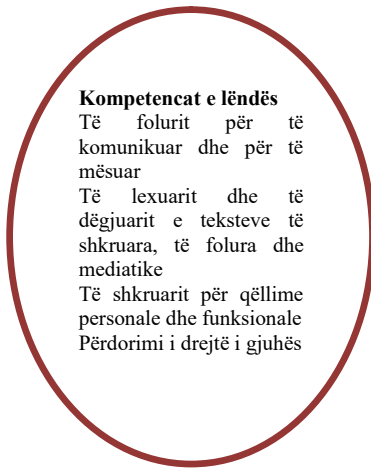 Kompetencat e lëndës
Të folurit për të
komunikuar dhe për të
mësuar
Të lexuarit dhe të
dëgjuarit e teksteve të
shkruara, të folura dhe
mediatike
Të shkruarit për qëllime
personale dhe funksionale
Përdorimi i drejtë i gjuhës